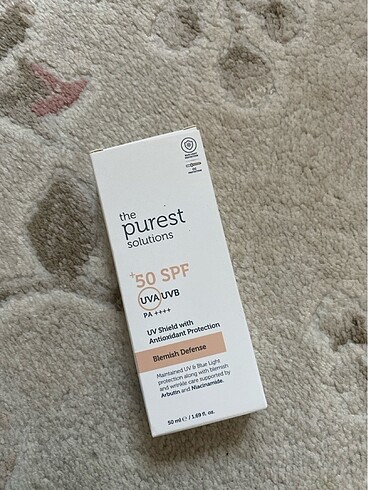 the
purest
solutions
+50 SPF
UVA UVB
PA ++++
UV Shield with
Antioxidant Protection
Blemish Defense
Maintained UV & Blue Light
protection along with blemish
and wrinkle care supported by
Arbutin and Niacinamide.
50 ml ℮ / 1.69 fl. oz.